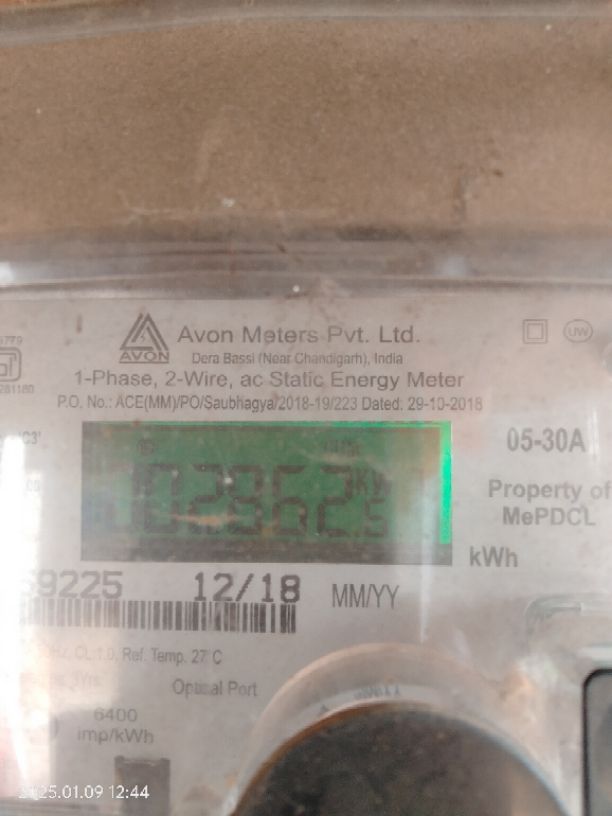 Avon Meters Pvt. Ltd.
AVON
Dera Bassi (Near Chandigarh), India
1-Phase, 2-Wire, ac Static Energy Meter
P.O. No.: ACE(MM)/PO/Saubhagya/2018-19/223 Dated: 29-10-2018
UW
05-30A
Property of
MePDCL
kWh
9225 12/18 MM/YY
Ref. Temp. 27°C
Optical Port
6400
imp/kWh
2025.01.09 12:44